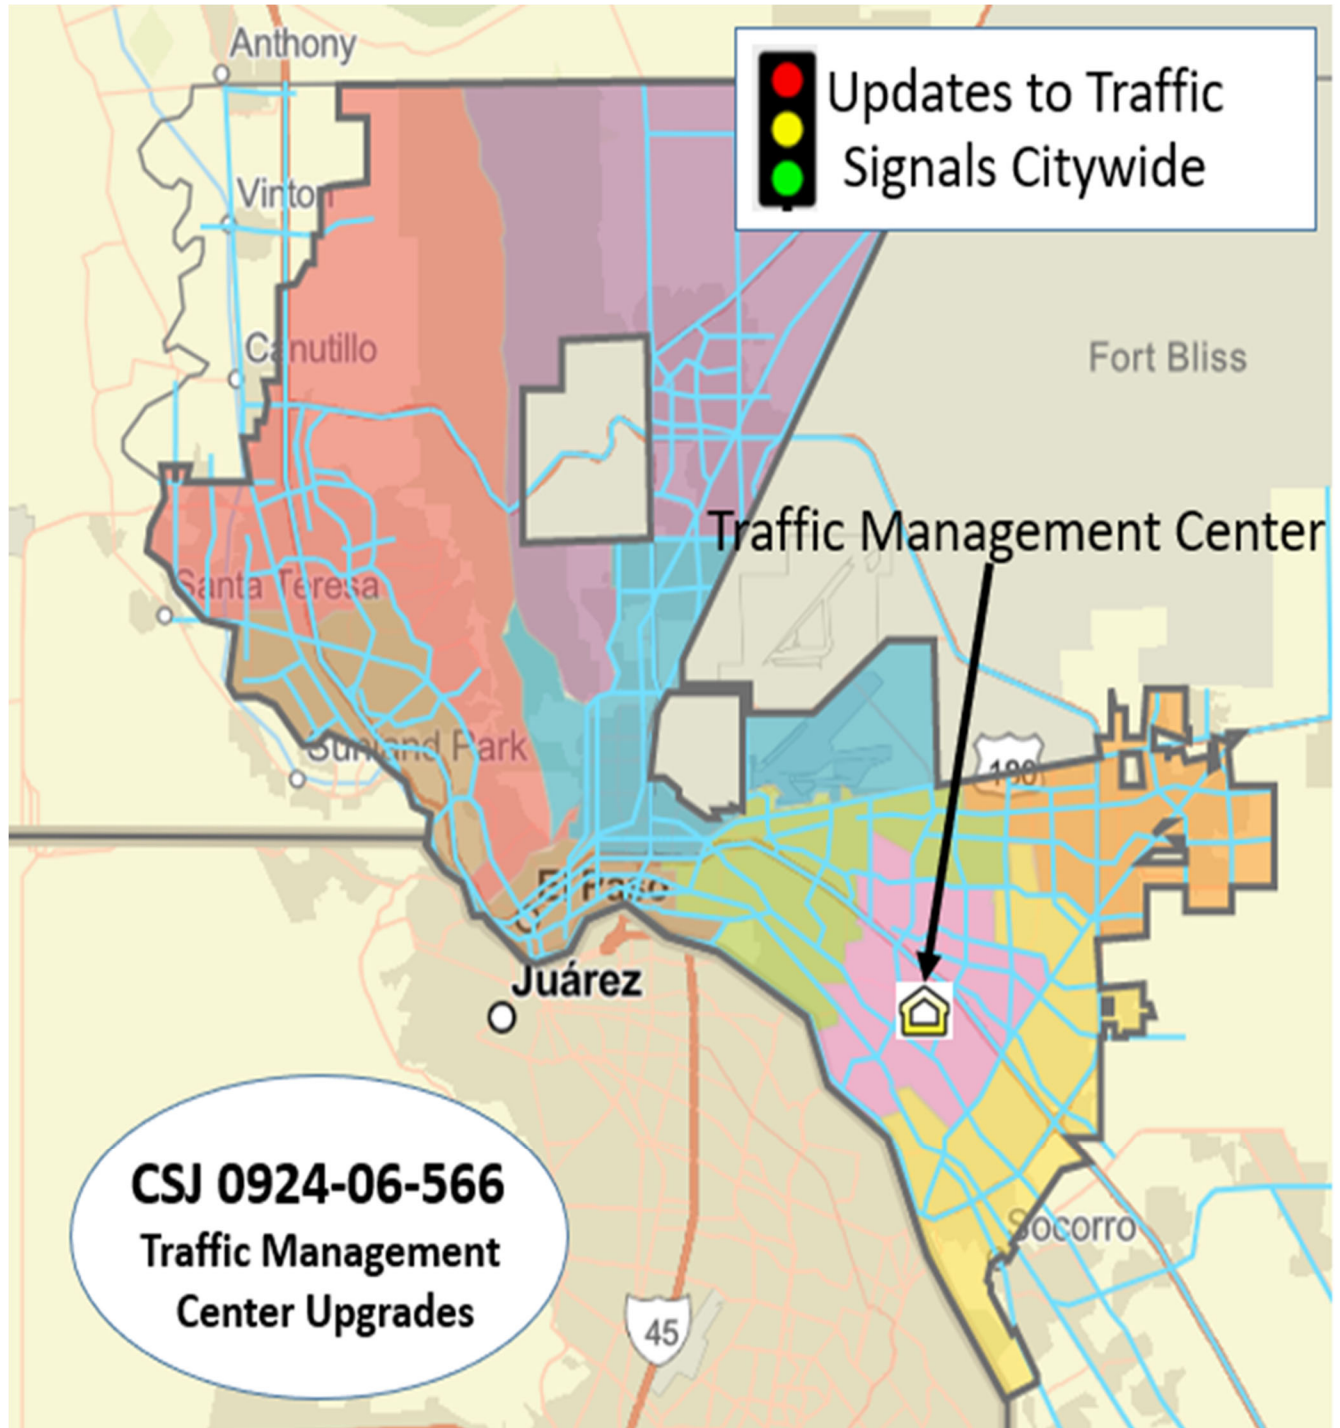 Anthony
Updates to Traffic
Signals Citywide
Vinton
Canutillo
Fort Bliss
Traffic Management Center
Santa Teresa
Sunland Park
180
El Paso
Juárez
CSJ 0924-06-566
Traffic Management
Center Upgrades
Socorro
45